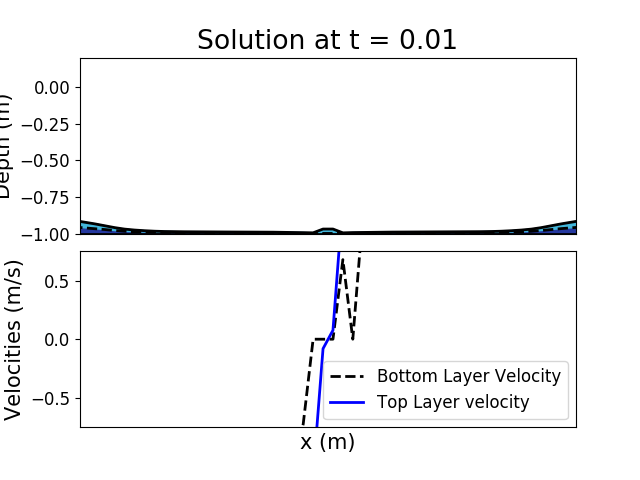 Solution at t = 0.01
Depth (m)
0.00
−0.25
−0.50
−0.75
−1.00
Velocities (m/s)
0.5
0.0
−0.5
Bottom Layer Velocity
Top Layer velocity
x (m)